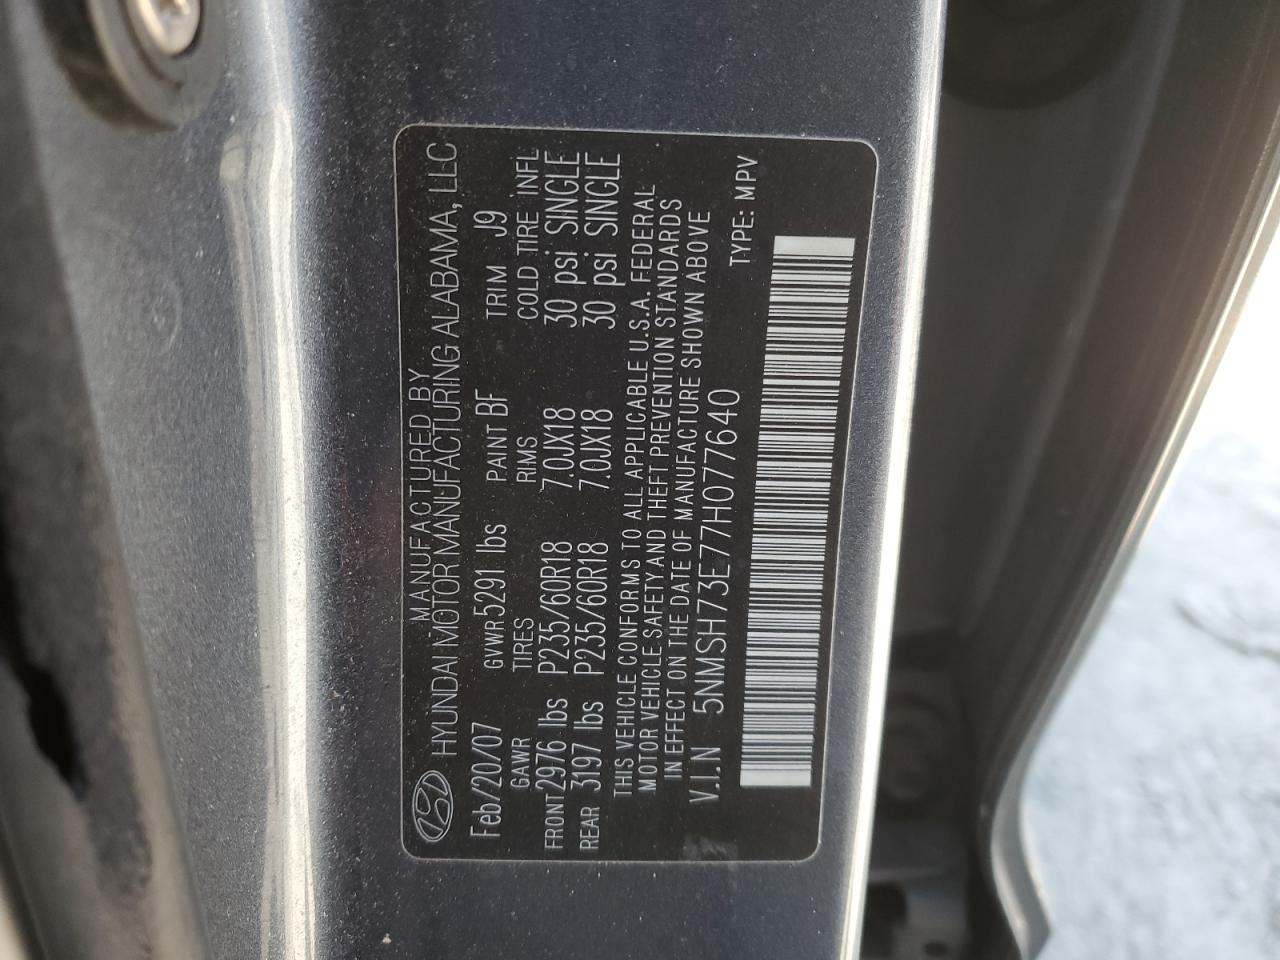 MANUFACTURED BY
HYUNDAI MOTOR MANUFACTURING ALABAMA, LLC
Feb/20/07 GVWR 5291 lbs PAINT BF TRIM J9
GAWR TIRES RIMS COLD TIRE INFL
FRONT 2976 lbs P235/60R18 7.0JX18 30 psi SINGLE
REAR 3197 lbs P235/60R18 7.0JX18 30 psi SINGLE
THIS VEHICLE CONFORMS TO ALL APPLICABLE U.S.A. FEDERAL
MOTOR VEHICLE SAFETY AND THEFT PREVENTION STANDARDS
IN EFFECT ON THE DATE OF MANUFACTURE SHOWN ABOVE
V.I.N 5NMSH73E77H077640
TYPE: MPV